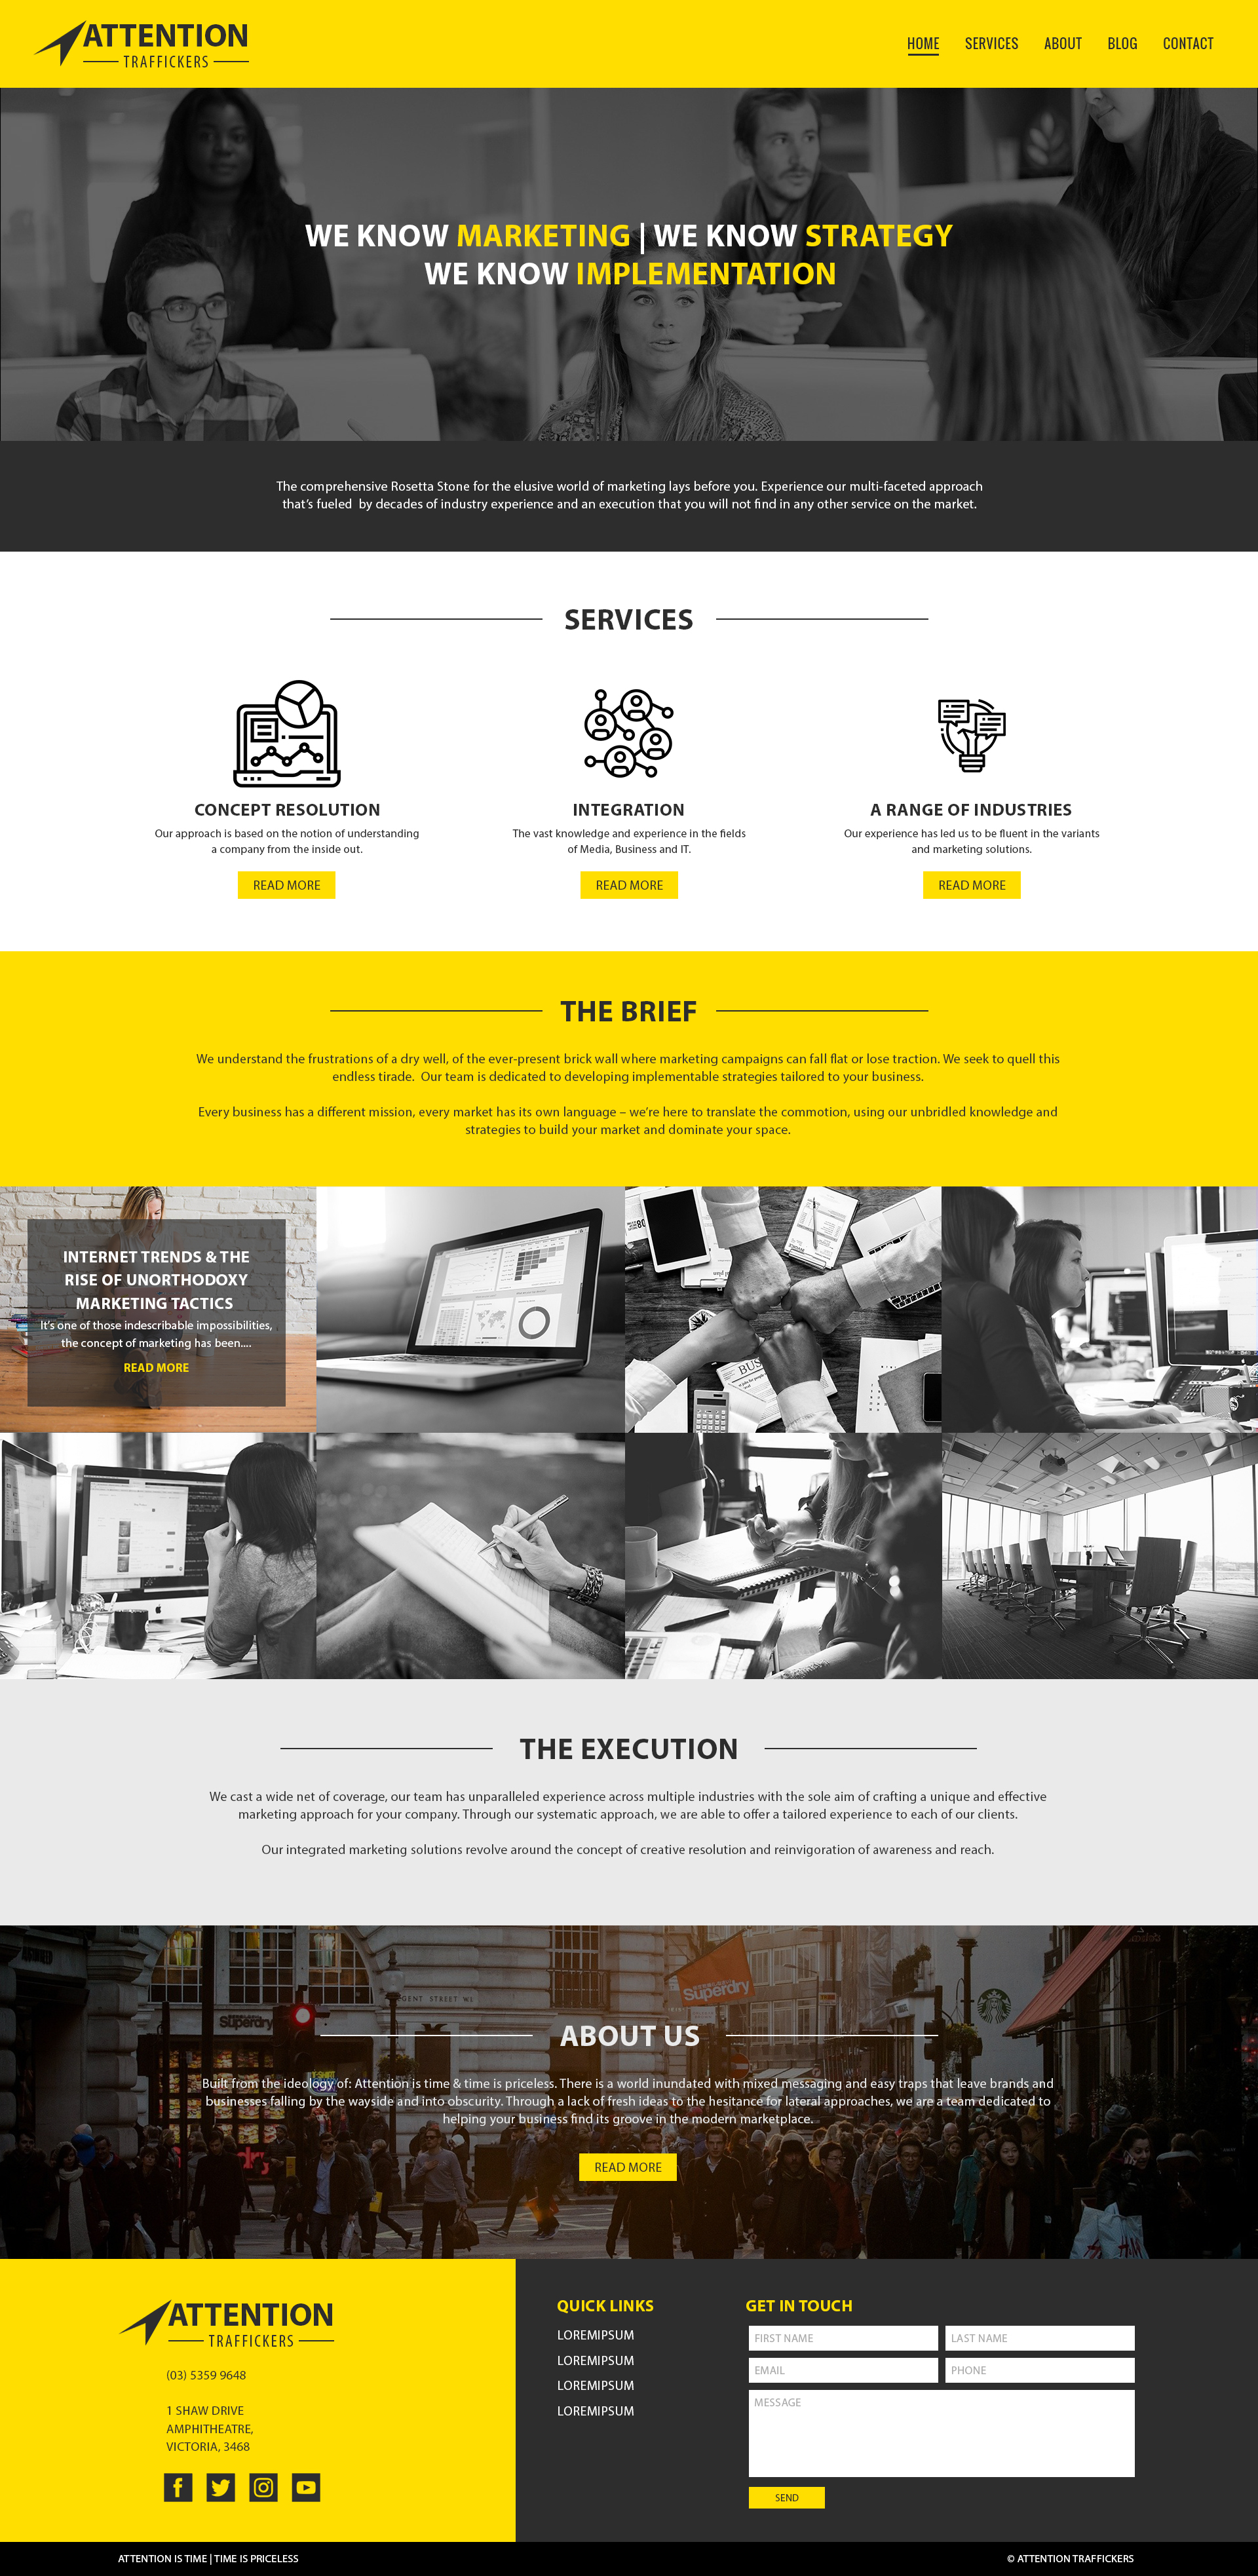 ATTENTION
TRAFFICKERS
HOME SERVICES ABOUT BLOG CONTACT
WE KNOW MARKETING | WE KNOW STRATEGY
WE KNOW IMPLEMENTATION
The comprehensive Rosetta Stone for the elusive world of marketing lays before you. Experience our multi-faceted approach
that's fueled by decades of industry experience and an execution that you will not find in any other service on the market.
SERVICES
CONCEPT RESOLUTION
Our approach is based on the notion of understanding
a company from the inside out.
READ MORE
INTEGRATION
The vast knowledge and experience in the fields
of Media, Business and IT.
READ MORE
A RANGE OF INDUSTRIES
Our experience has led us to be fluent in the variants
and marketing solutions.
READ MORE
THE BRIEF
We understand the frustrations of a dry well, of the ever-present brick wall where marketing campaigns can fall flat or lose traction. We seek to quell this
endless tirade. Our team is dedicated to developing implementable strategies tailored to your business.
Every business has a different mission, every market has its own language – we're here to translate the commotion, using our unbridled knowledge and
strategies to build your market and dominate your space.
INTERNET TRENDS & THE
RISE OF UNORTHODOXY
MARKETING TACTICS
It's one of those indescribable impossibilities,
the concept of marketing has been....
READ MORE
THE EXECUTION
We cast a wide net of coverage, our team has unparalleled experience across multiple industries with the sole aim of crafting a unique and effective
marketing approach for your company. Through our systematic approach, we are able to offer a tailored experience to each of our clients.
Our integrated marketing solutions revolve around the concept of creative resolution and reinvigoration of awareness and reach.
Superdry
Superdry
ABOUT US
Built from the ideology of: Attention is time & time is priceless. There is a world inundated with mixed messaging and easy traps that leave brands and
businesses falling by the wayside and into obscurity. Through a lack of fresh ideas to the hesitance for lateral approaches, we are a team dedicated to
helping your business find its groove in the modern marketplace.
READ MORE
ATTENTION
TRAFFICKERS
(03) 5359 9648
1 SHAW DRIVE
AMPHITHEATRE,
VICTORIA, 3468
QUICK LINKS
LOREMIPSUM
LOREMIPSUM
LOREMIPSUM
LOREMIPSUM
GET IN TOUCH
FIRST NAME
LAST NAME
EMAIL
PHONE
MESSAGE
SEND
ATTENTION IS TIME | TIME IS PRICELESS
© ATTENTION TRAFFICKERS